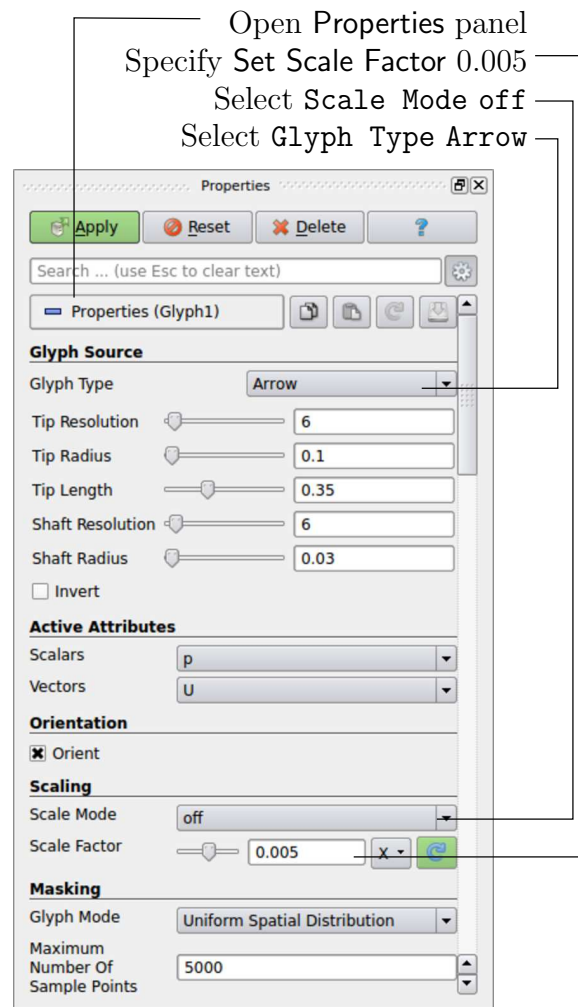 Open Properties panel
Specify Set Scale Factor 0.005
Select Scale Mode off
Select Glyph Type Arrow
Properties
Apply Reset Delete ?
Search ... (use Esc to clear text)
Properties (Glyph1)
Glyph Source
Glyph Type Arrow
Tip Resolution 6
Tip Radius 0.1
Tip Length 0.35
Shaft Resolution 6
Shaft Radius 0.03
Invert
Active Attributes
Scalars p
Vectors U
Orientation
Orient
Scaling
Scale Mode off
Scale Factor 0.005 X
Masking
Glyph Mode Uniform Spatial Distribution
Maximum
Number Of 5000
Sample Points